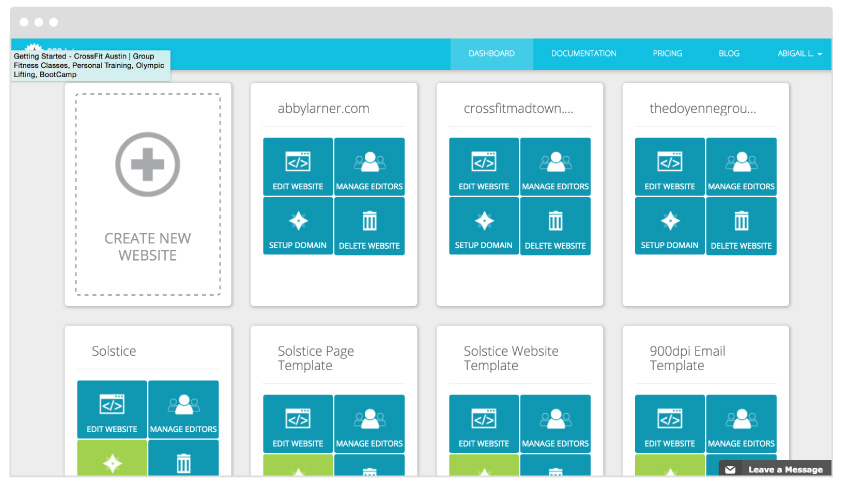 DASHBOARD
DOCUMENTATION
PRICING
BLOG
ABIGAIL L.
Getting Started - CrossFit Austin | Group
Fitness Classes, Personal Training, Olympic
Lifting, BootCamp
CREATE NEW
WEBSITE
abbylarner.com
EDIT WEBSITE
MANAGE EDITORS
SETUP DOMAIN
DELETE WEBSITE
crossfitmadtown....
EDIT WEBSITE
MANAGE EDITORS
SETUP DOMAIN
DELETE WEBSITE
thedoyennegrou...
EDIT WEBSITE
MANAGE EDITORS
SETUP DOMAIN
DELETE WEBSITE
Solstice
EDIT WEBSITE
MANAGE EDITORS
Solstice Page
Template
EDIT WEBSITE
MANAGE EDITORS
Solstice Website
Template
EDIT WEBSITE
MANAGE EDITORS
900dpi Email
Template
EDIT WEBSITE
MANAGE EDITORS
Leave a Message